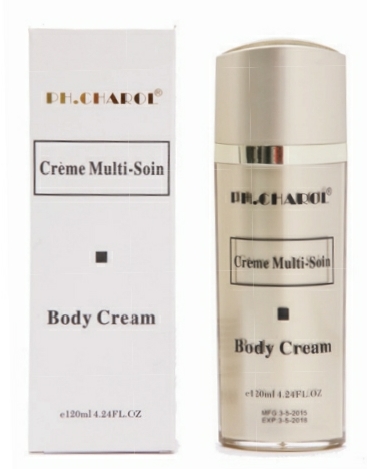 PH.CHAROL®
Crème Multi-Soin
Body Cream
e120ml 4.24FL.OZ
PH.CHAROL®
Crème Multi-Soin
Body Cream
e120ml 4.24FL.OZ
MFG 3-5-2015
EXP 3-5-2018